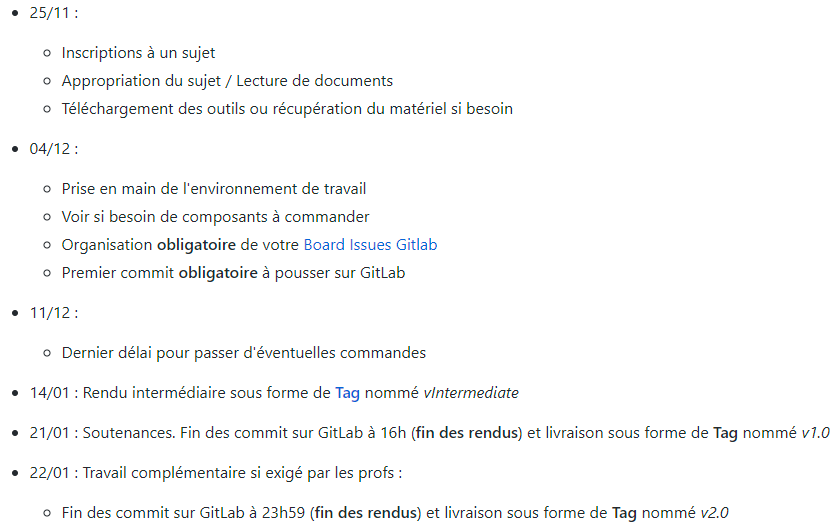 25/11 :
Inscriptions à un sujet
Appropriation du sujet / Lecture de documents
Téléchargement des outils ou récupération du matériel si besoin
04/12 :
Prise en main de l'environnement de travail
Voir si besoin de composants à commander
Organisation obligatoire de votre Board Issues Gitlab
Premier commit obligatoire à pousser sur GitLab
11/12 :
Dernier délai pour passer d'éventuelles commandes
14/01 : Rendu intermédiaire sous forme de Tag nommé vIntermediate
21/01 : Soutenances. Fin des commit sur GitLab à 16h (fin des rendus) et livraison sous forme de Tag nommé v1.0
22/01 : Travail complémentaire si exigé par les profs :
Fin des commit sur GitLab à 23h59 (fin des rendus) et livraison sous forme de Tag nommé v2.0